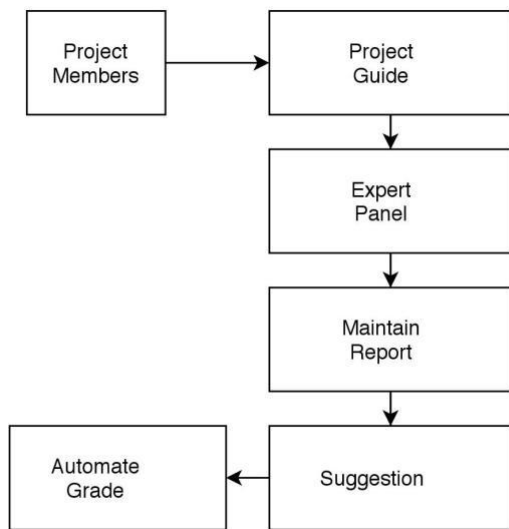 Project
Members
Project
Guide
Expert
Panel
Maintain
Report
Suggestion
Automate
Grade